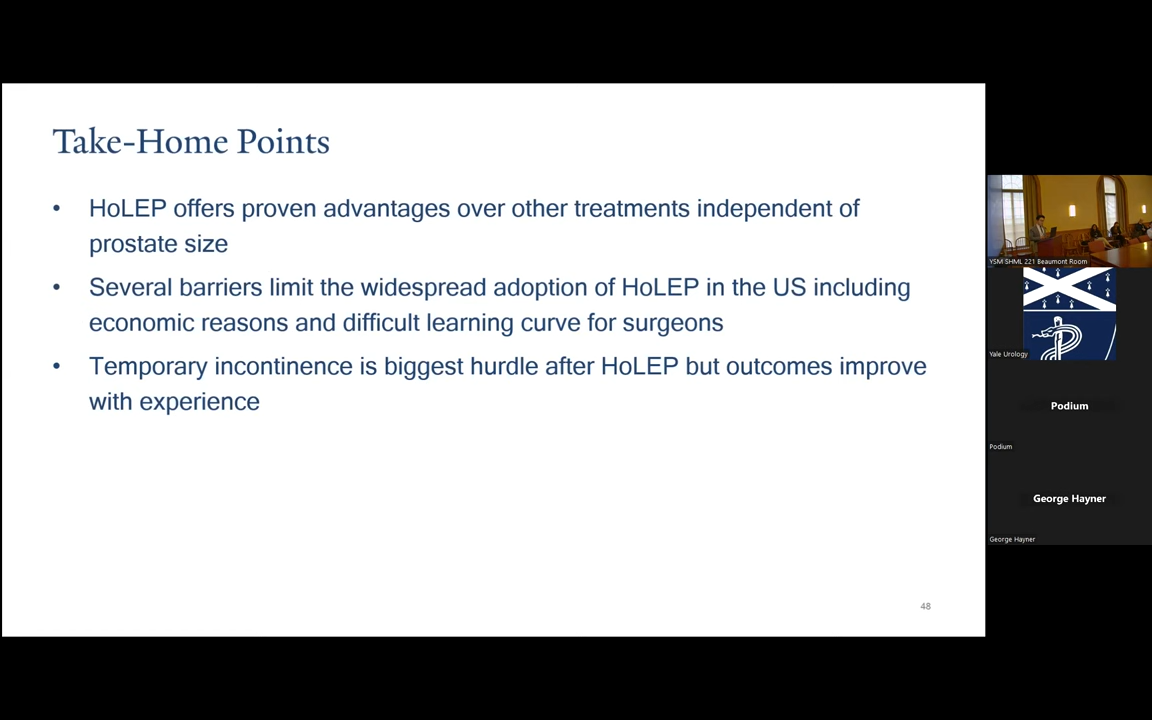 Take-Home Points
• HoLEP offers proven advantages over other treatments independent of
prostate size
• Several barriers limit the widespread adoption of HoLEP in the US including
economic reasons and difficult learning curve for surgeons
• Temporary incontinence is biggest hurdle after HoLEP but outcomes improve
with experience
48
YSM SHML 221 Beaumont Room
Yale Urology
Podium
Podium
George Hayner
George Hayner